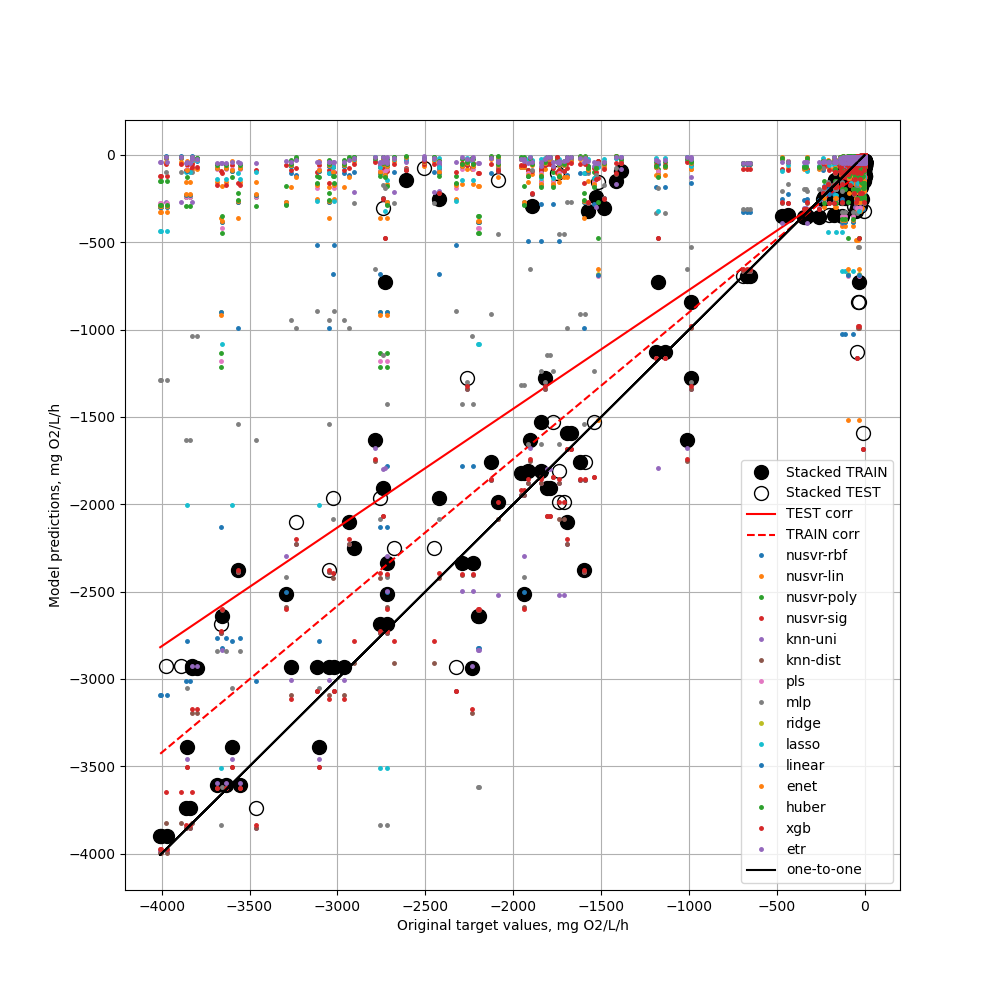 0
−500
−1000
−1500
−2000
−2500
−3000
−3500
−4000
Model predictions, mg O2/L/h
−4000 −3500 −3000 −2500 −2000 −1500 −1000 −500 0
Original target values, mg O2/L/h
Stacked TRAIN
Stacked TEST
TEST corr
TRAIN corr
nusvr-rbf
nusvr-lin
nusvr-poly
nusvr-sig
knn-uni
knn-dist
pls
mlp
ridge
lasso
linear
enet
huber
xgb
etr
one-to-one